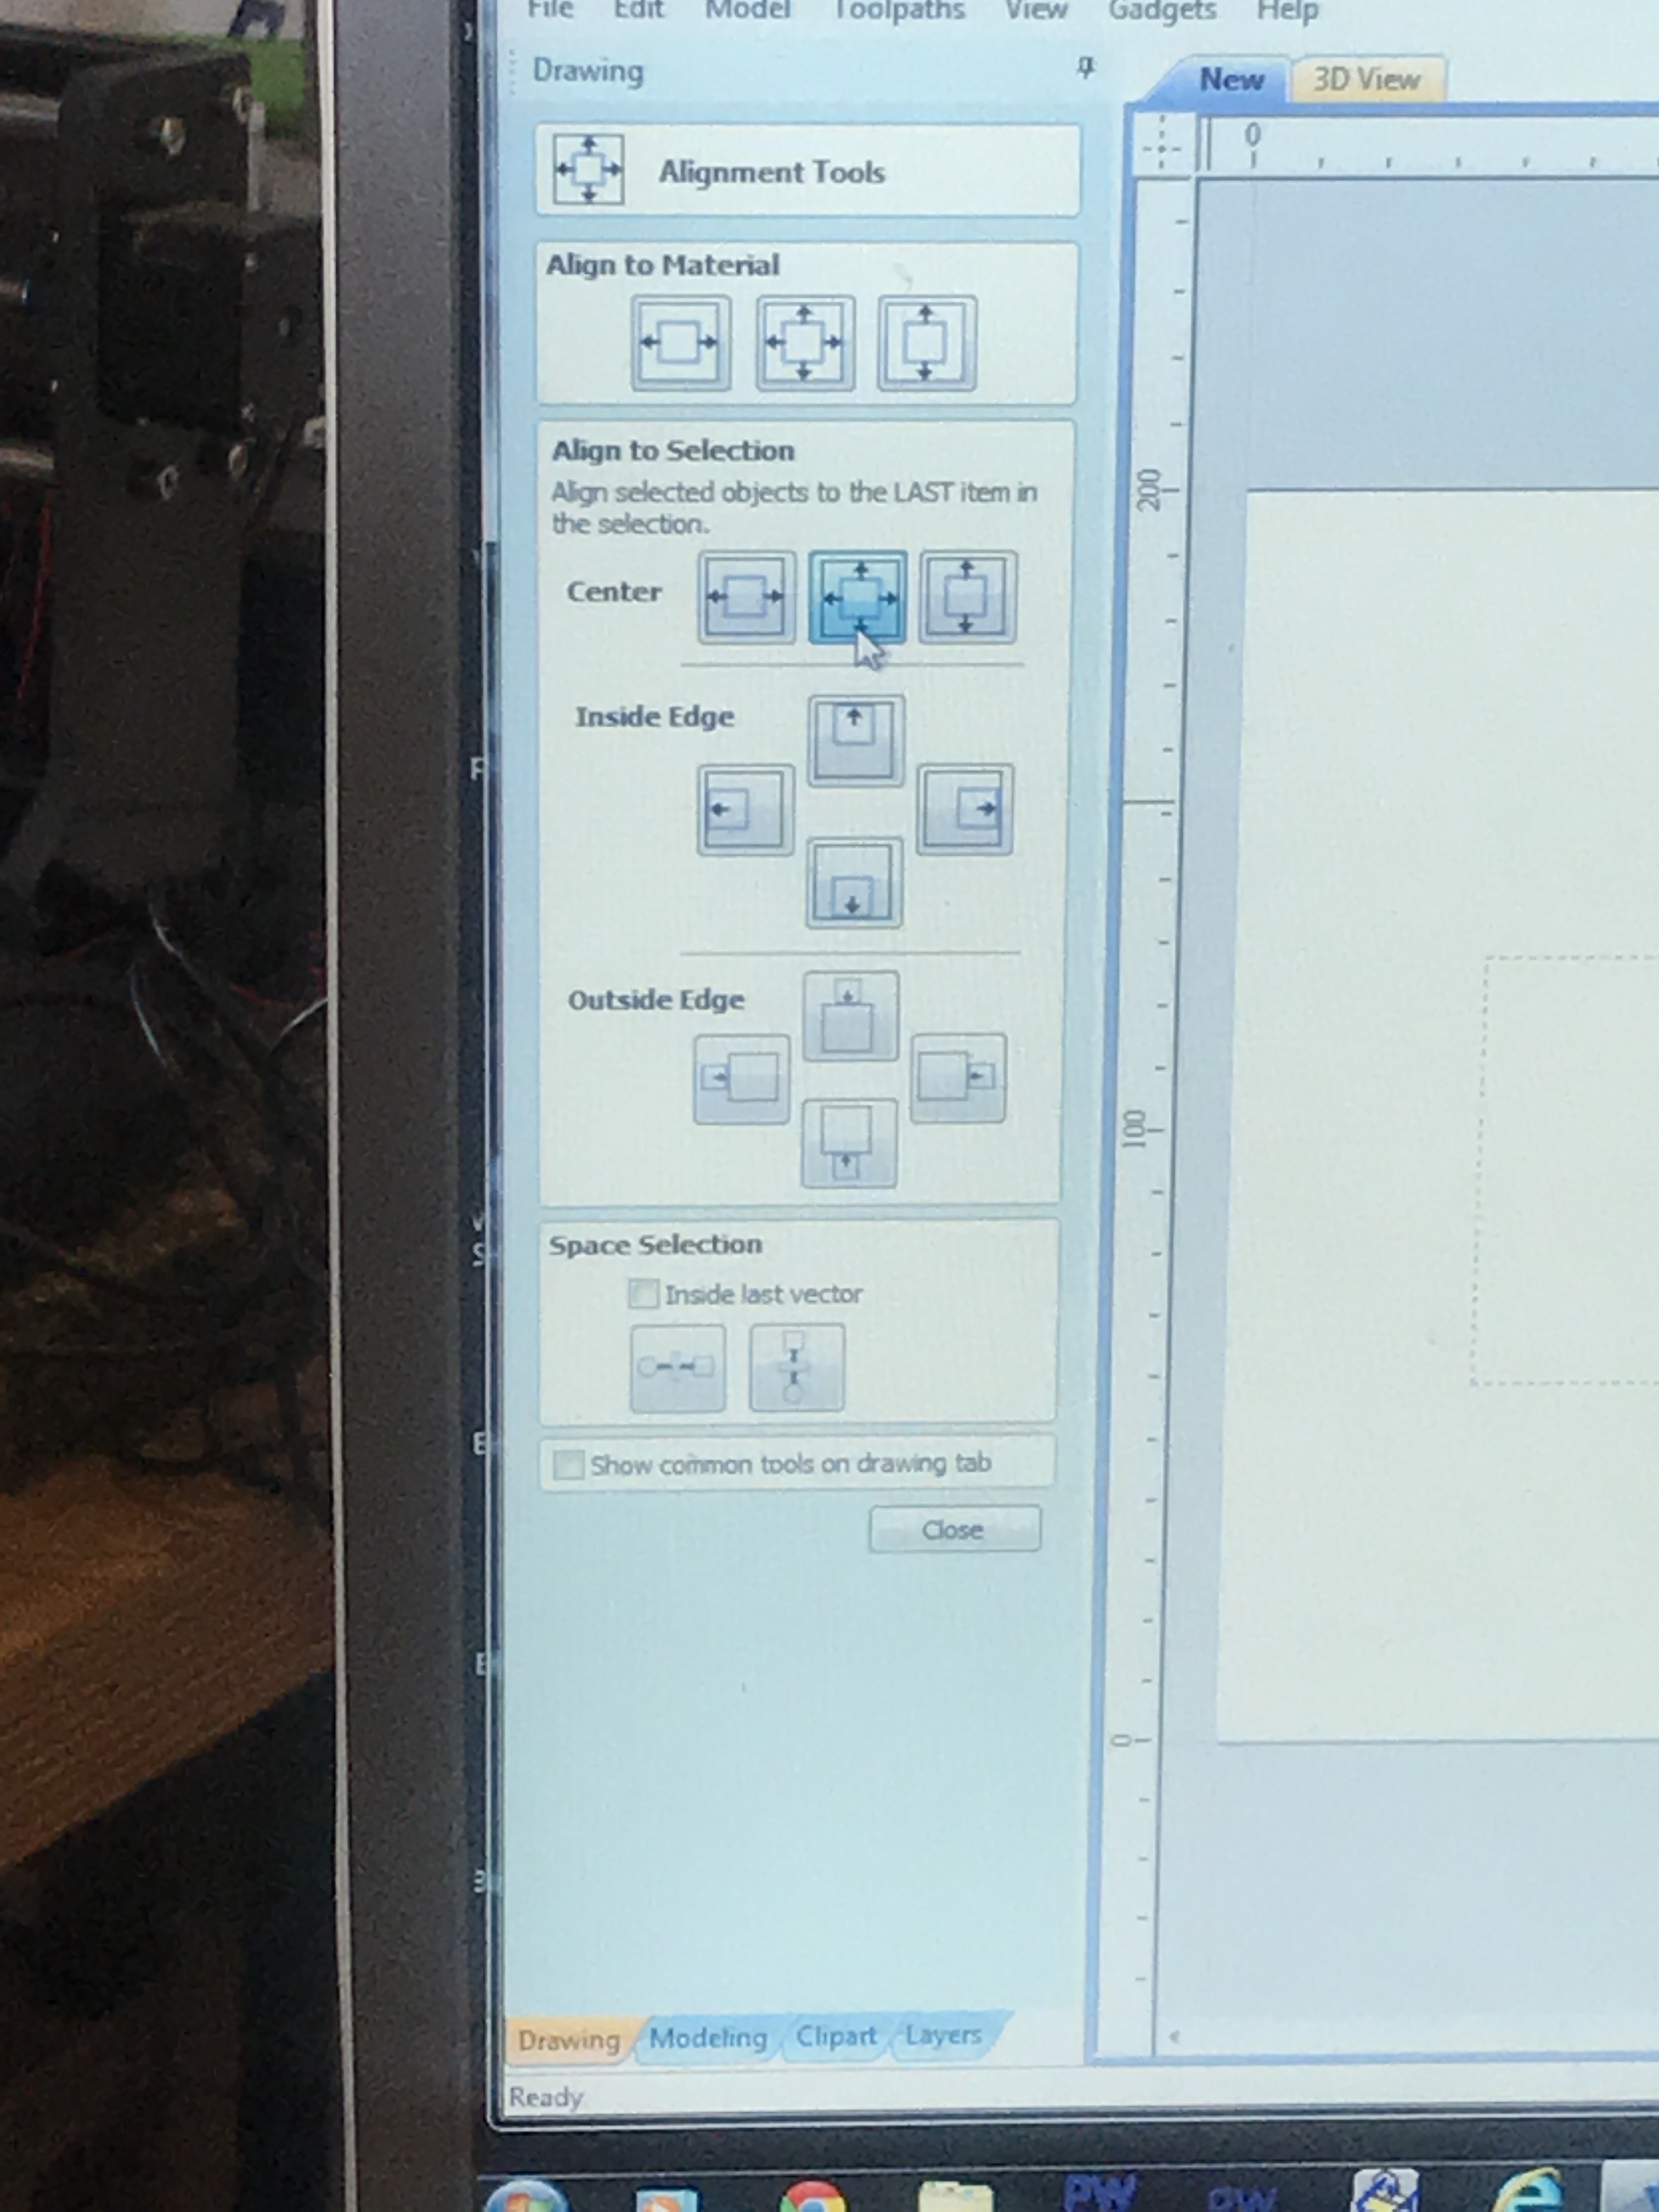 File Edit Model Toolpaths View Gadgets Help
Drawing
New 3D View
0
Alignment Tools
Align to Material
Align to Selection
Align selected objects to the LAST item in
the selection.
200
Center
Inside Edge
Outside Edge
100
Space Selection
Inside last vector
Show common tools on drawing tab
Close
0
Drawing Modeling Clipart Layers
Ready
PW PW